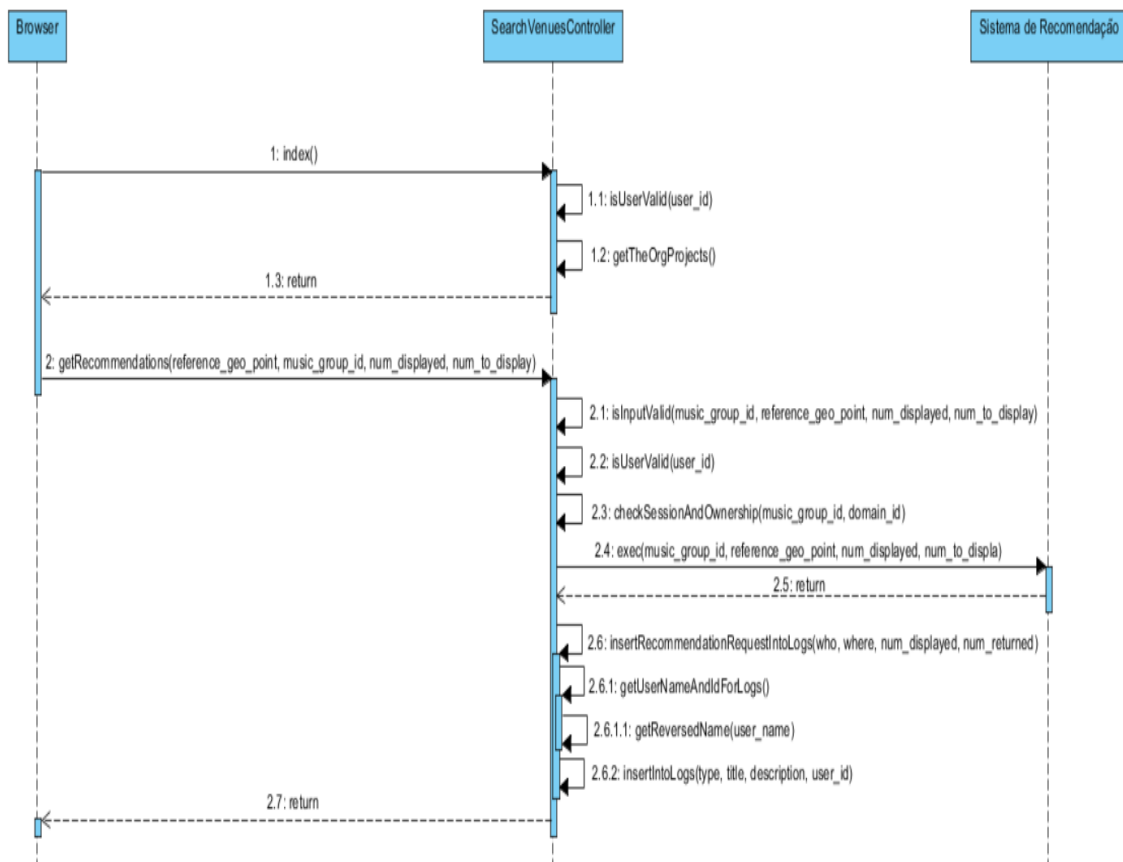 Browser
SearchVenuesController
Sistema de Recomendação
1: index()
1.1: isUserValid(user_id)
1.2: getTheOrgProjects()
1.3: return
2: getRecommendations(reference_geo_point, music_group_id, num_displayed, num_to_display)
2.1: isInputValid(music_group_id, reference_geo_point, num_displayed, num_to_display)
2.2: isUserValid(user_id)
2.3: checkSessionAndOwnership(music_group_id, domain_id)
2.4: exec(music_group_id, reference_geo_point, num_displayed, num_to_displa)
2.5: return
2.6: insertRecommendationRequestIntoLogs(who, where, num_displayed, num_returned)
2.6.1: getUserNameAndIdForLogs()
2.6.1.1: getReversedName(user_name)
2.6.2: insertIntoLogs(type, title, description, user_id)
2.7: return